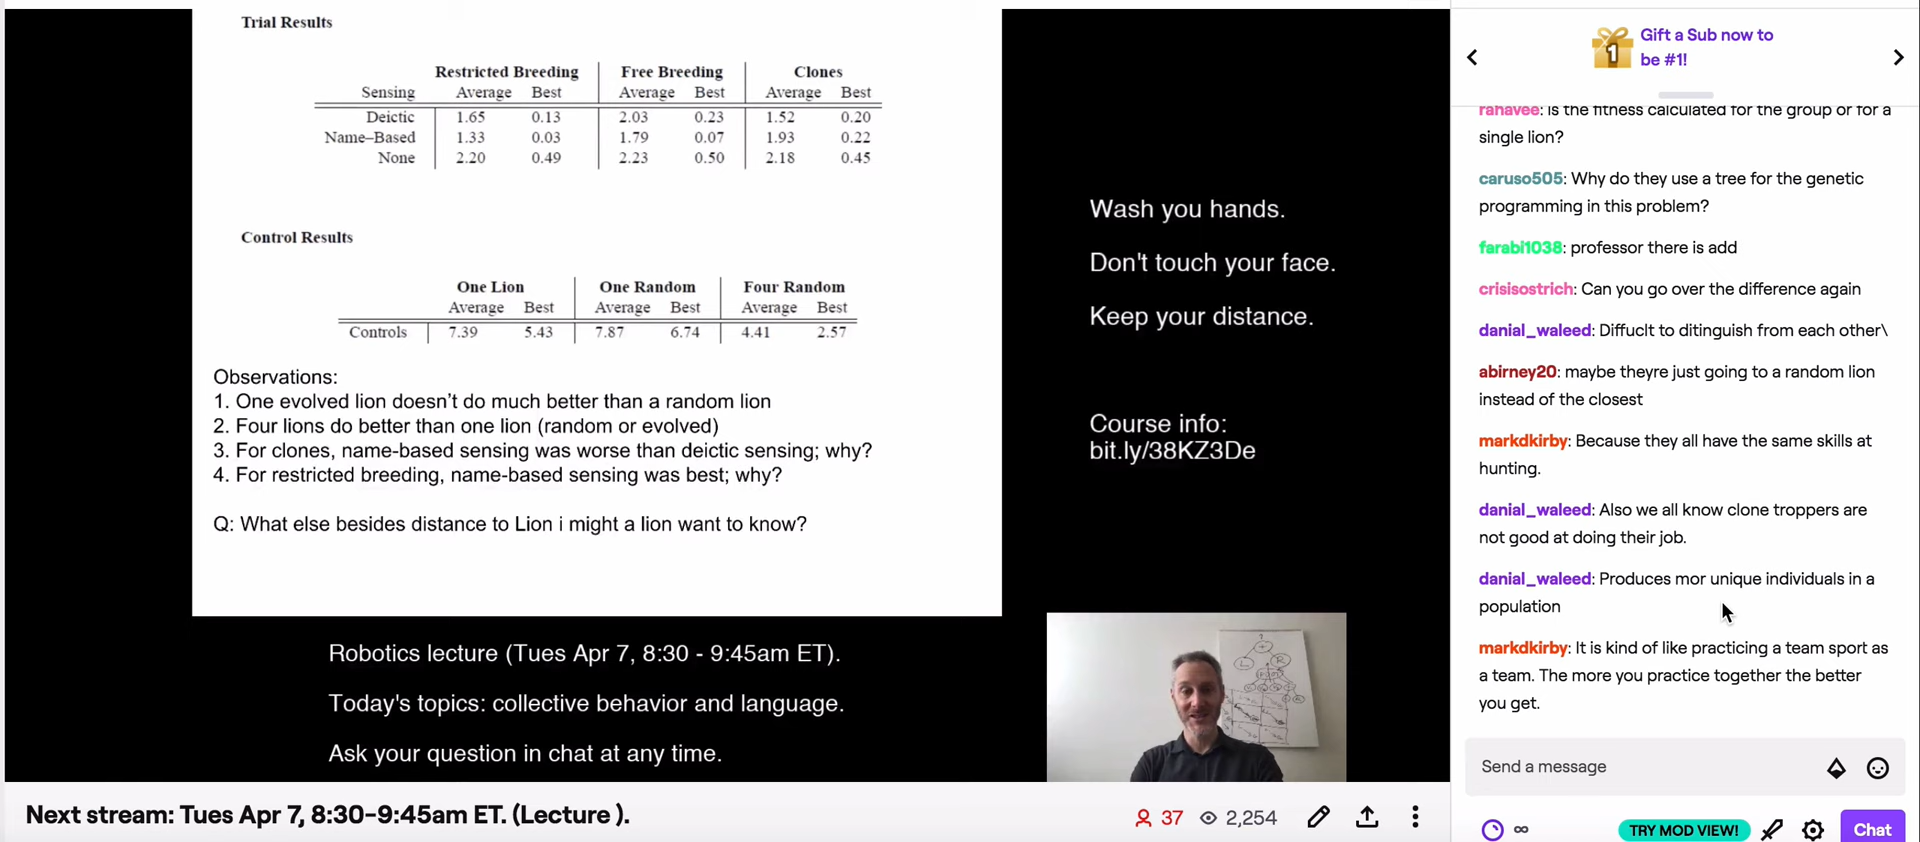 Trial Results
Restricted Breeding Free Breeding Clones
Sensing Average Best Average Best Average Best
Deictic 1.65 0.13 2.03 0.23 1.52 0.20
Name–Based 1.33 0.03 1.79 0.07 1.93 0.22
None 2.20 0.49 2.23 0.50 2.18 0.45
Control Results
One Lion One Random Four Random
Average Best Average Best Average Best
Controls 7.39 5.43 7.87 6.74 4.41 2.57
Observations:
1. One evolved lion doesn't do much better than a random lion
2. Four lions do better than one lion (random or evolved)
3. For clones, name-based sensing was worse than deictic sensing; why?
4. For restricted breeding, name-based sensing was best; why?
Q: What else besides distance to Lion i might a lion want to know?
Wash you hands.
Don't touch your face.
Keep your distance.
Course info:
bit.ly/38KZ3De
Robotics lecture (Tues Apr 7, 8:30 - 9:45am ET).
Today's topics: collective behavior and language.
Ask your question in chat at any time.
Next stream: Tues Apr 7, 8:30-9:45am ET. (Lecture ).
37 2,254
1
Gift a Sub now to
be #1!
rahavee: is the fitness calculated for the group or for a
single lion?
caruso505: Why do they use a tree for the genetic
programming in this problem?
farabi1038: professor there is add
crisisostrich: Can you go over the difference again
danial_waleed: Diffuclt to ditinguish from each other\
abirney20: maybe theyre just going to a random lion
instead of the closest
markdkirby: Because they all have the same skills at
hunting.
danial_waleed: Also we all know clone troppers are
not good at doing their job.
danial_waleed: Produces mor unique individuals in a
population
markdkirby: It is kind of like practicing a team sport as
a team. The more you practice together the better
you get.
Send a message
∞ TRY MOD VIEW! Chat